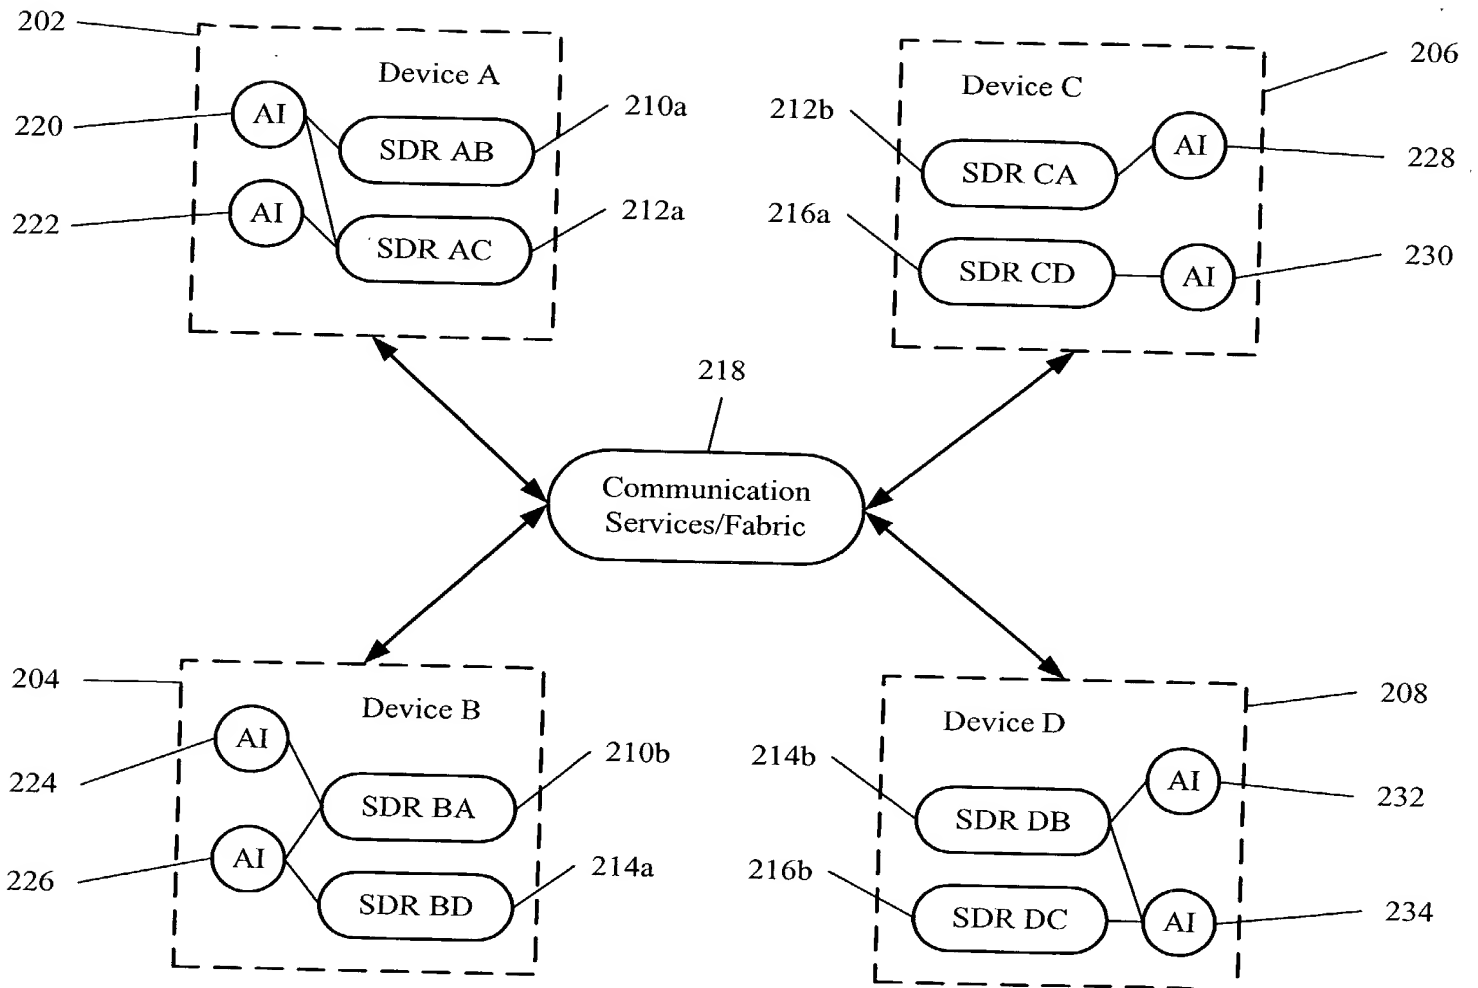 202
Device A
220
AI
SDR AB
210a
222
AI
SDR AC
212a
206
Device C
212b
SDR CA
AI
228
216a
SDR CD
AI
230
218
Communication
Services/Fabric
204
Device B
224
AI
SDR BA
210b
226
AI
SDR BD
214a
208
Device D
214b
SDR DB
AI
232
216b
SDR DC
AI
234